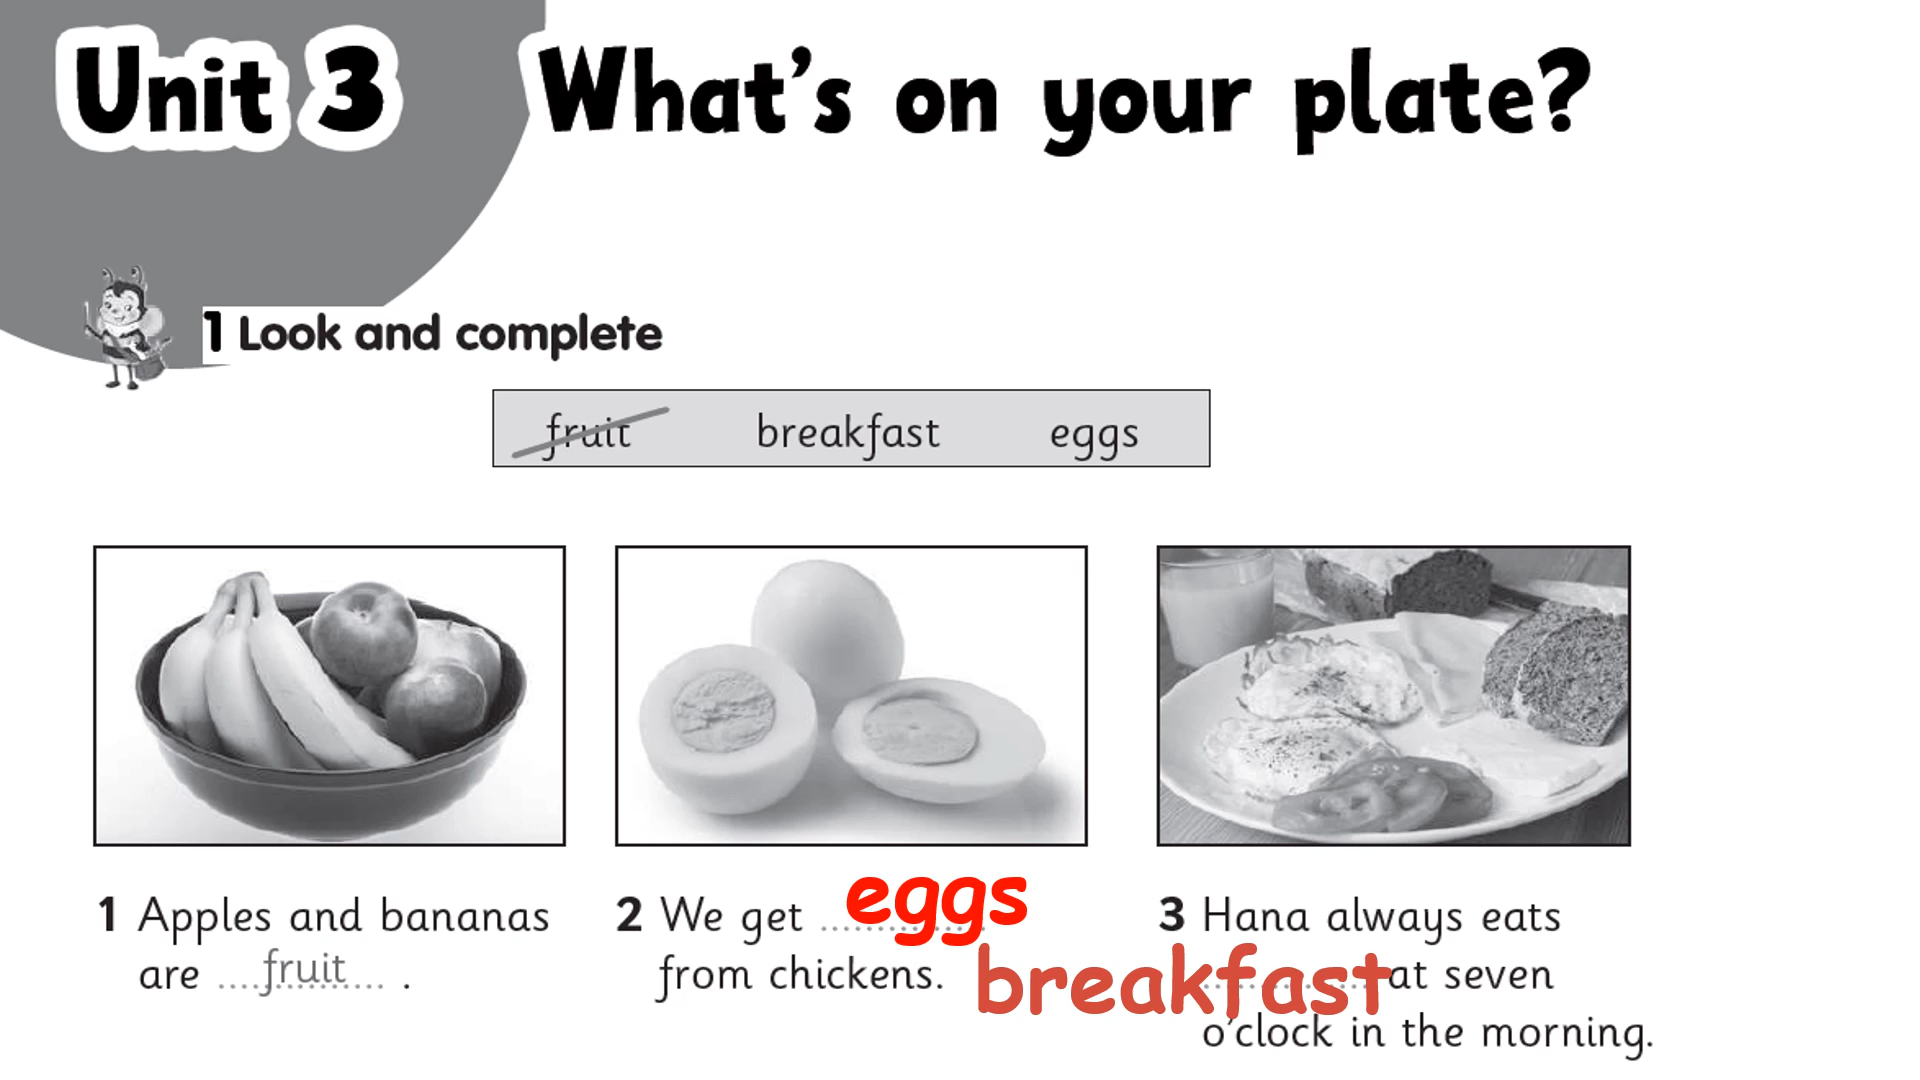 Unit 3 What's on your plate?
1 Look and complete
fruit breakfast eggs
1 Apples and bananas
are ....fruit.... .
2 We get eggs
from chickens.
3 Hana always eats
breakfast at seven
o'clock in the morning.